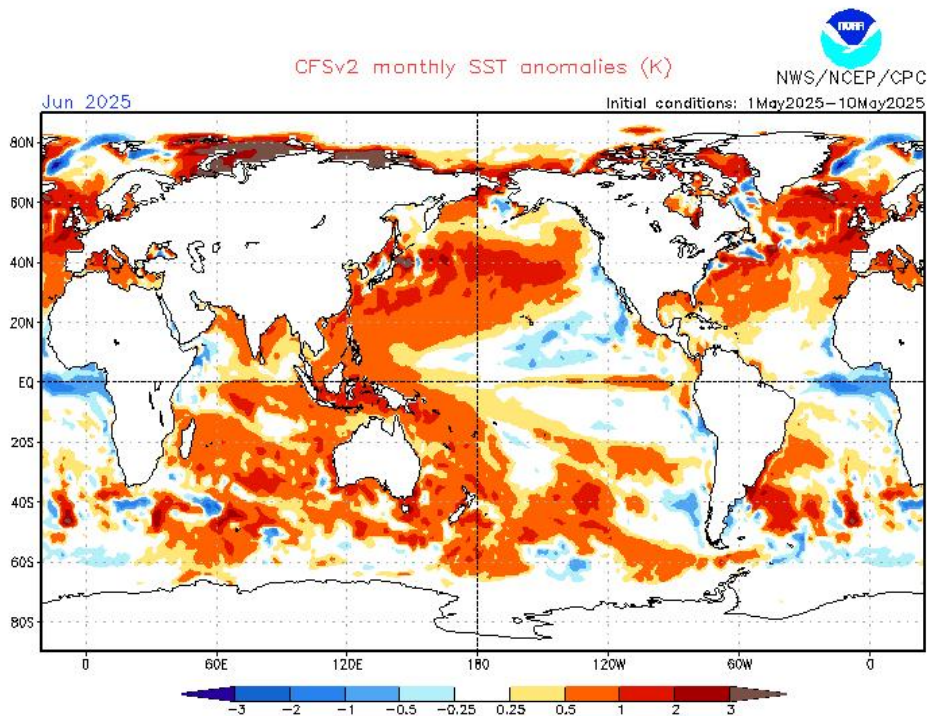 NOAA
CFSv2 monthly SST anomalies (K)
NWS/NCEP/CPC
Jun 2025
Initial conditions: 1May2025-10May2025
80N
60N
40N
20N
EQ
20S
40S
60S
80S
0 60E 120E 180 120W 60W 0
-3 -2 -1 -0.5 -0.25 0.25 0.5 1 2 3